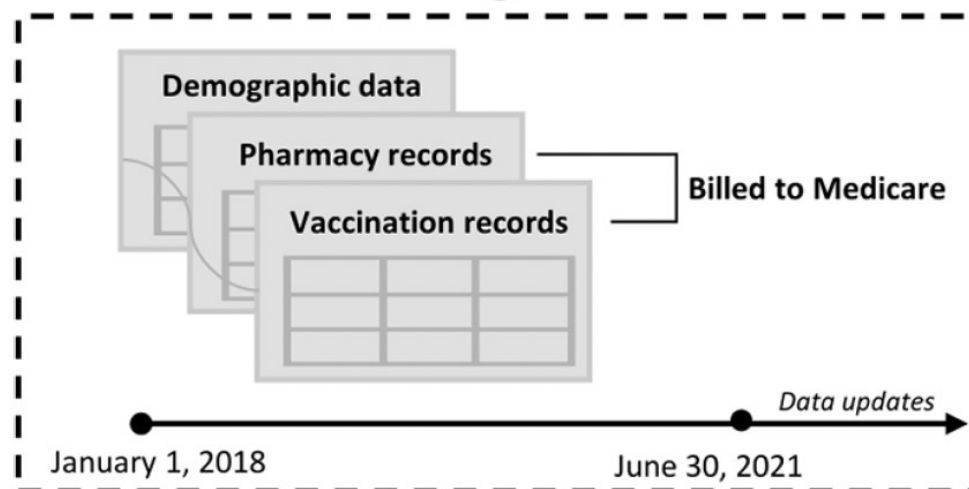 Demographic data
Pharmacy records
Billed to Medicare
Vaccination records
Data updates
January 1, 2018
June 30, 2021